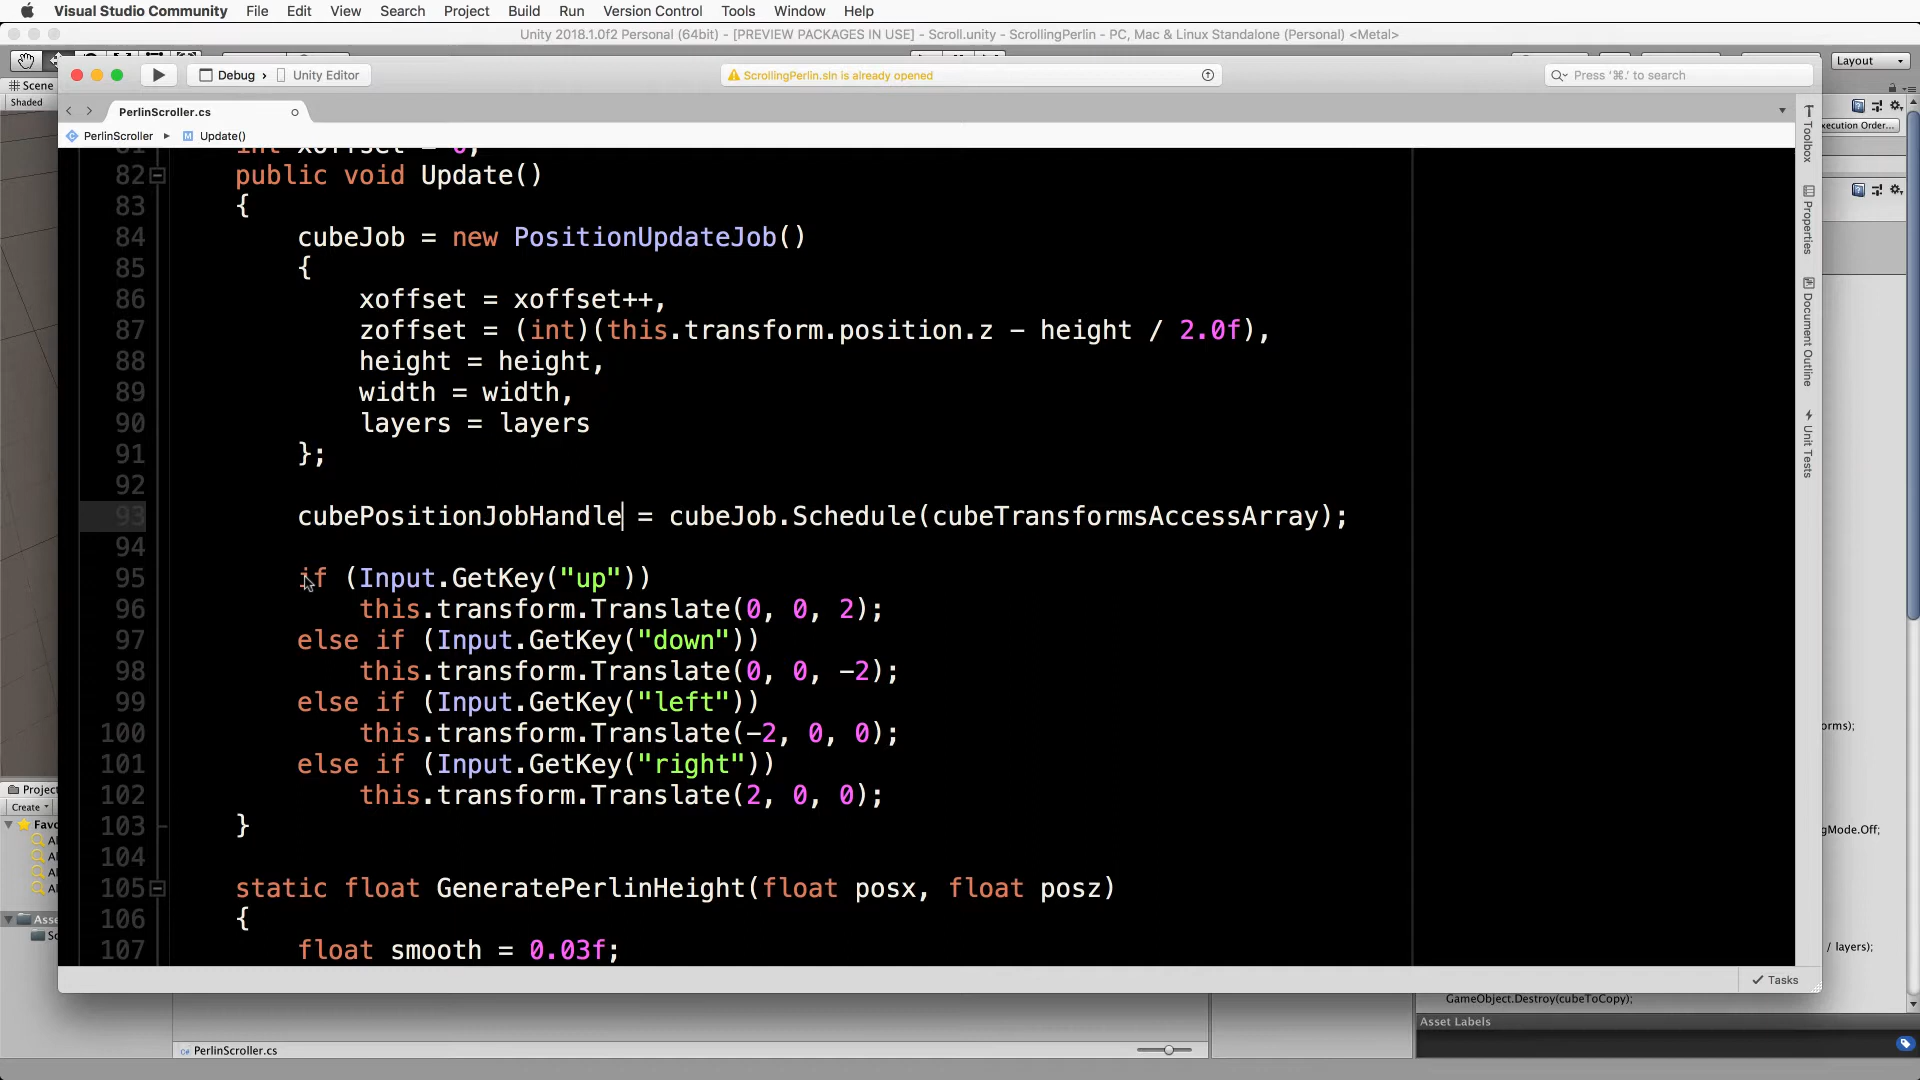 Visual Studio Community File Edit View Search Project Build Run Version Control Tools Window Help
Unity 2018.1.0f2 Personal (64bit) - [PREVIEW PACKAGES IN USE] - Scroll.unity - ScrollingPerlin - PC, Mac & Linux Standalone (Personal) <Metal>
Layout
Debug › Unity Editor
ScrollingPerlin.sln is already opened
Press '⌘.' to search
Scene
Shaded
PerlinScroller.cs
PerlinScroller ▸ Update()
Toolbox
Properties
Document Outline
Unit Tests
xecution Order...
82 public void Update()
83 {
84 cubeJob = new PositionUpdateJob()
85 {
86 xoffset = xoffset++,
87 zoffset = (int)(this.transform.position.z - height / 2.0f),
88 height = height,
89 width = width,
90 layers = layers
91 };
92
93 cubePositionJobHandle = cubeJob.Schedule(cubeTransformsAccessArray);
94
95 if (Input.GetKey("up"))
96 this.transform.Translate(0, 0, 2);
97 else if (Input.GetKey("down"))
98 this.transform.Translate(0, 0, -2);
99 else if (Input.GetKey("left"))
100 this.transform.Translate(-2, 0, 0);
101 else if (Input.GetKey("right"))
102 this.transform.Translate(2, 0, 0);
103 }
104
105 static float GeneratePerlinHeight(float posx, float posz)
106 {
107 float smooth = 0.03f;
orms);
gMode.Off;
/ layers);
Project
Create
Favo
Al
Al
Al
Al
Asse
Sc
Tasks
GameObject.Destroy(cubeToCopy);
Asset Labels
PerlinScroller.cs